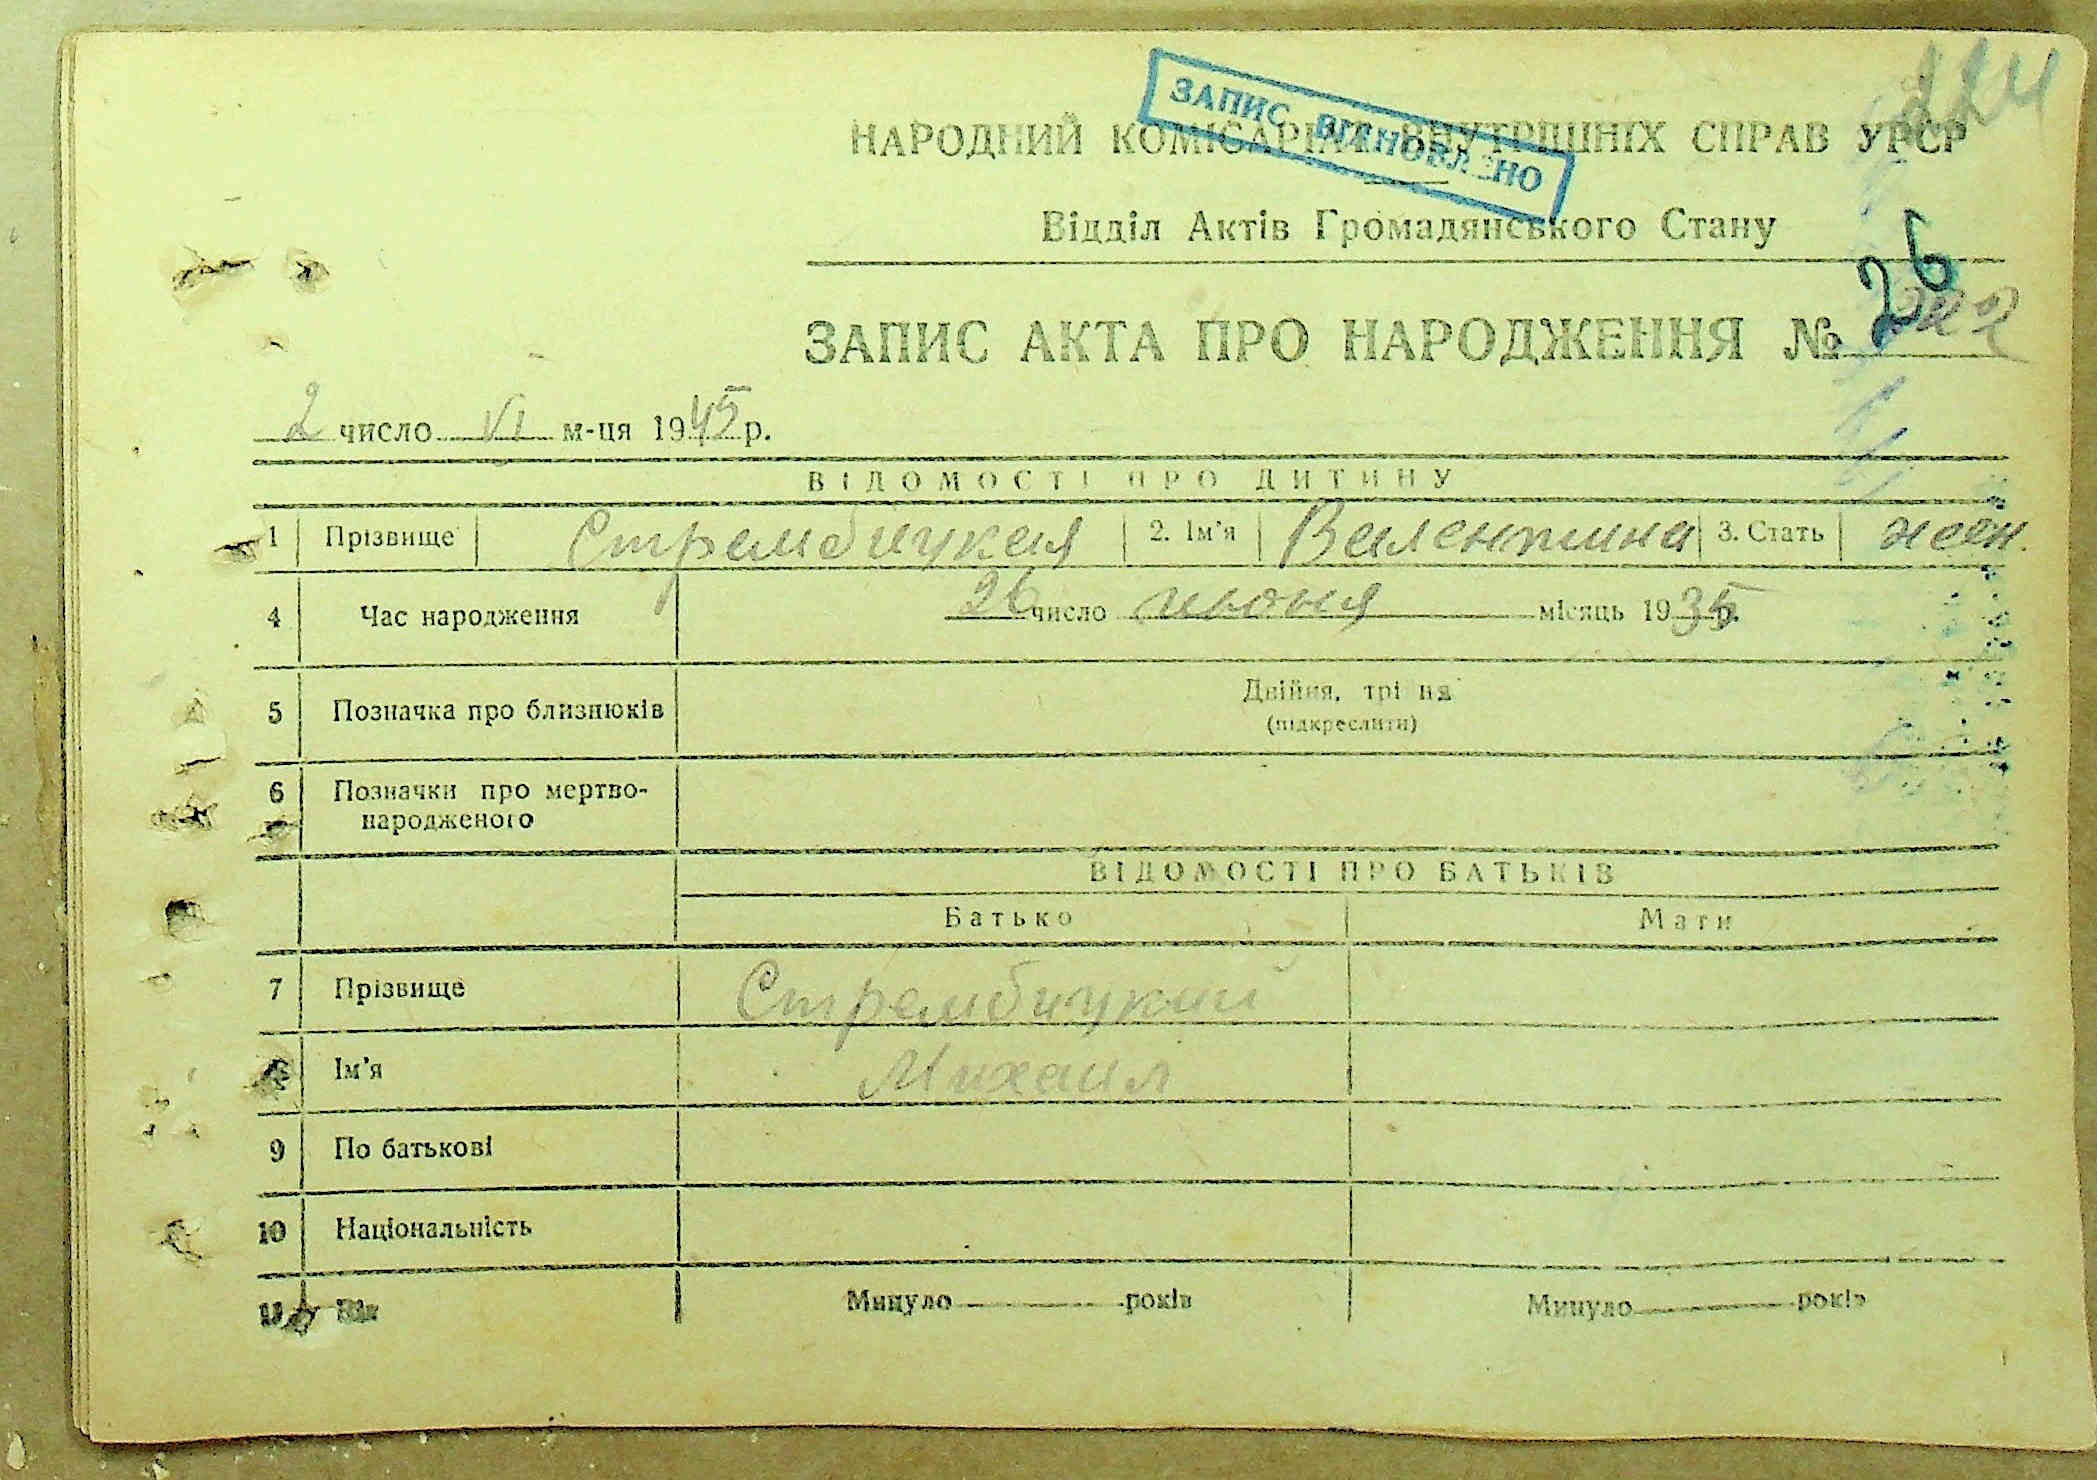 224
ЗАПИС ВІДНОВЛЕНО
НАРОДНИЙ КОМІСАРІАТ ВНУТРІШНІХ СПРАВ УРСР
Відділ Актів Громадянського Стану
26
ЗАПИС АКТА ПРО НАРОДЖЕННЯ №
2 число VI м-ця 1945 р.
ВІДОМОСТІ ПРО ДИТИНУ
1 Прізвище Стрембицкая 2. Ім'я Валентина 3. Стать жен.
4 Час народження 26 число июня місяць 1935 р.
5 Позначка про близнюків Двійня, трійня
(підкреслити)
6 Позначки про мертво-
народженого
ВІДОМОСТІ ПРО БАТЬКІВ
Батько Мати
7 Прізвище Стрембицкий
8 Ім'я Михаил
9 По батькові
10 Національність
11 Вік Минуло років Минуло років